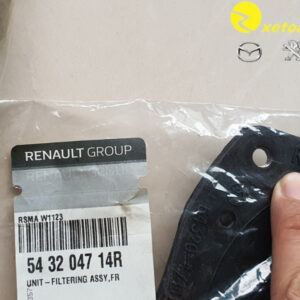 xeto
RENAULT GROUP
RSMA W1123
54 32 047 14R
UNIT-FILTERING ASSY,FR